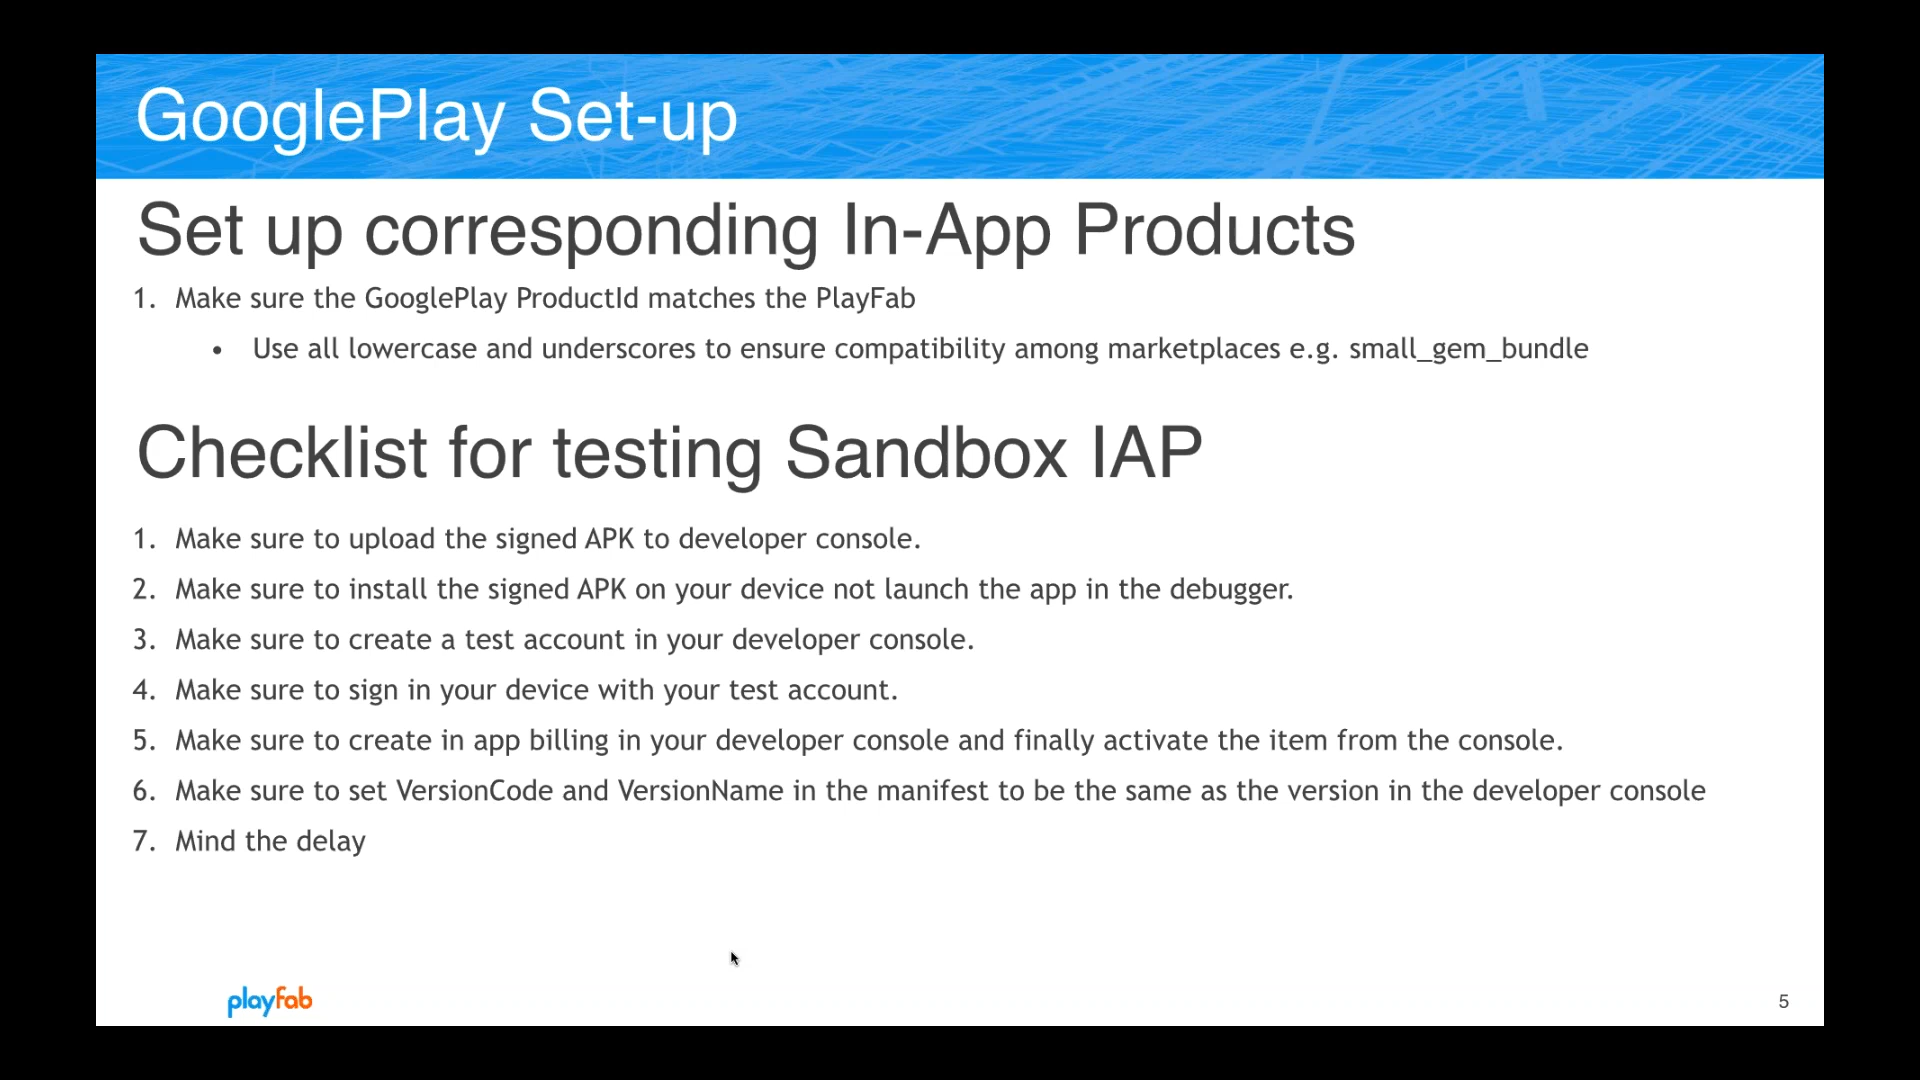 GooglePlay Set-up
Set up corresponding In-App Products
1. Make sure the GooglePlay ProductId matches the PlayFab
• Use all lowercase and underscores to ensure compatibility among marketplaces e.g. small_gem_bundle
Checklist for testing Sandbox IAP
1. Make sure to upload the signed APK to developer console.
2. Make sure to install the signed APK on your device not launch the app in the debugger.
3. Make sure to create a test account in your developer console.
4. Make sure to sign in your device with your test account.
5. Make sure to create in app billing in your developer console and finally activate the item from the console.
6. Make sure to set VersionCode and VersionName in the manifest to be the same as the version in the developer console
7. Mind the delay
playfab
5